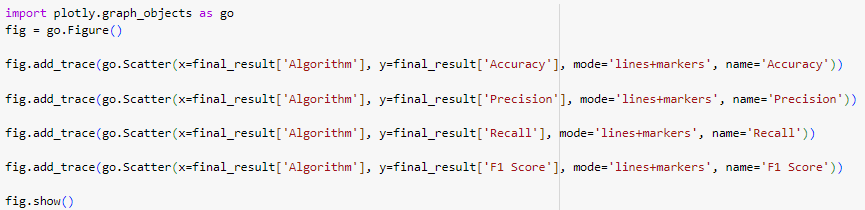 import plotly.graph_objects as go
fig = go.Figure()
fig.add_trace(go.Scatter(x=final_result['Algorithm'], y=final_result['Accuracy'], mode='lines+markers', name='Accuracy'))
fig.add_trace(go.Scatter(x=final_result['Algorithm'], y=final_result['Precision'], mode='lines+markers', name='Precision'))
fig.add_trace(go.Scatter(x=final_result['Algorithm'], y=final_result['Recall'], mode='lines+markers', name='Recall'))
fig.add_trace(go.Scatter(x=final_result['Algorithm'], y=final_result['F1 Score'], mode='lines+markers', name='F1 Score'))
fig.show()